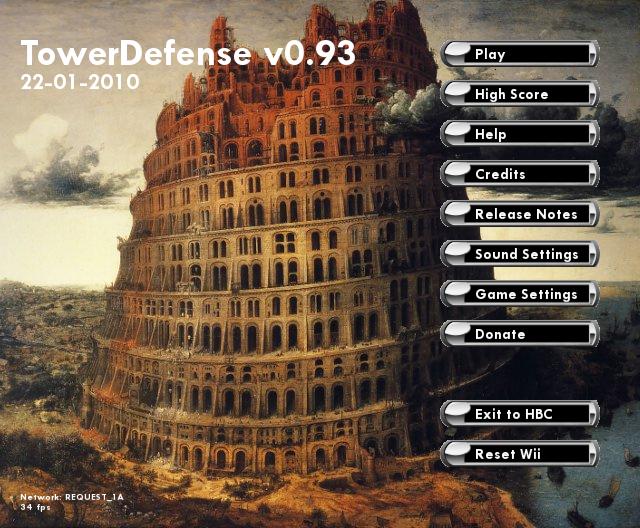 TowerDefense v0.93
22-01-2010
Play
High Score
Help
Credits
Release Notes
Sound Settings
Game Settings
Donate
Exit to HBC
Reset Wii
Network: REQUEST_1A
34 fps